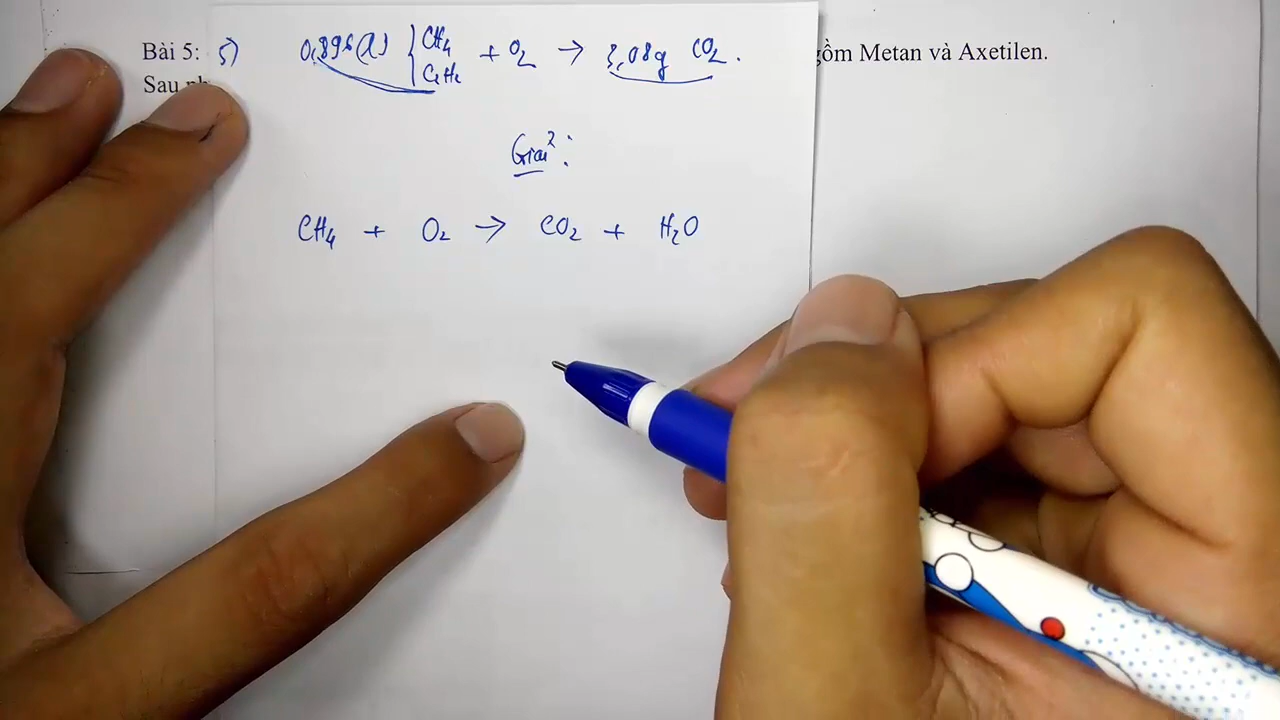 Bài 5: 5) 0,896(l) { CH4 + O2 → 3,08g CO2. gồm Metan và Axetilen.
C2H2
Sau
Giải:
CH4 + O2 → CO2 + H2O